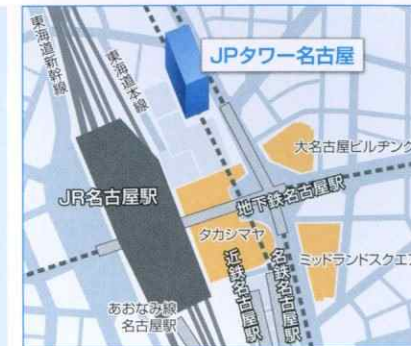 東海道新幹線
東海道本線
JPタワー名古屋
大名古屋ビルヂング
JR名古屋駅
地下鉄名古屋駅
タカシマヤ
ミッドランドスクエア
近鉄名古屋駅
名鉄名古屋駅
あおなみ線
名古屋駅